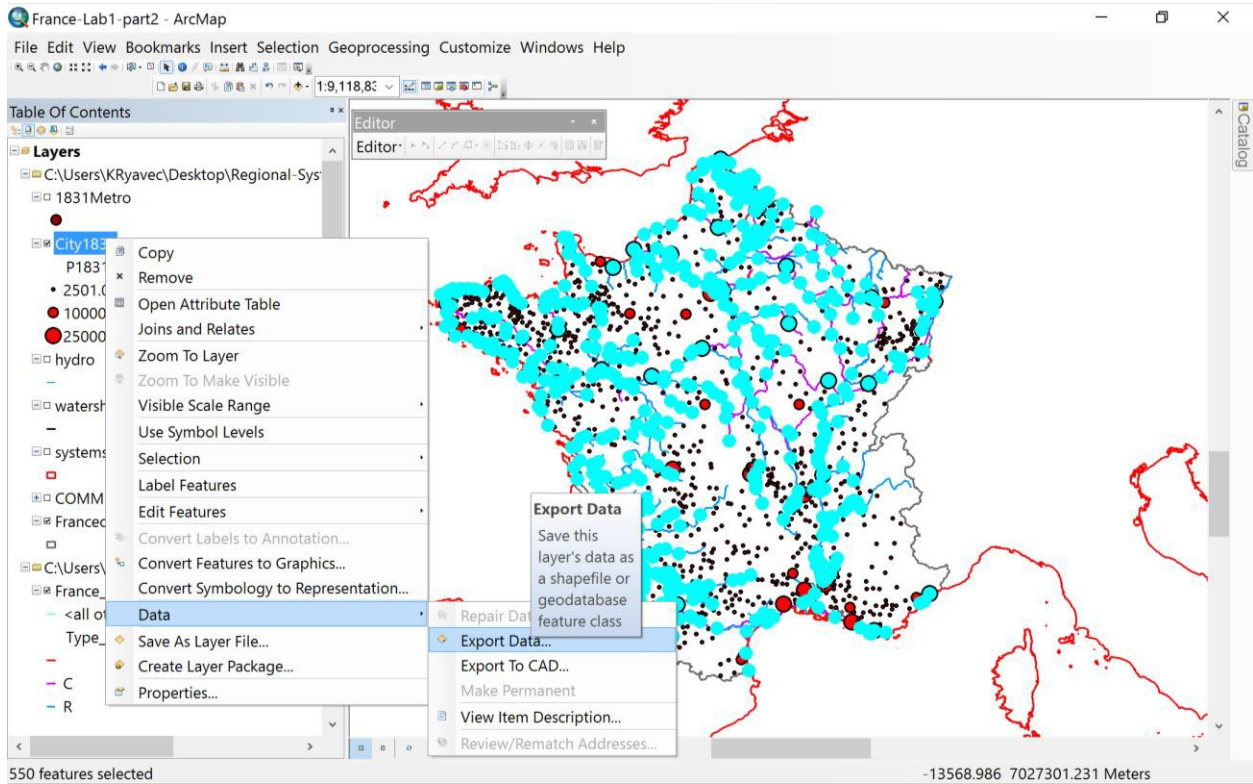 France-Lab1-part2 - ArcMap
File Edit View Bookmarks Insert Selection Geoprocessing Customize Windows Help
1:9,118,83
Table Of Contents
Layers
C:\Users\KRyavec\Desktop\Regional-Sys
1831Metro
City183
P1831
2501.0
10000
25000
hydro
watersh
systems
COMM
Franced
C:\Users\
France_
<all ot
Type_
C
R
Copy
Remove
Open Attribute Table
Joins and Relates
Zoom To Layer
Zoom To Make Visible
Visible Scale Range
Use Symbol Levels
Selection
Label Features
Edit Features
Convert Labels to Annotation...
Convert Features to Graphics...
Convert Symbology to Representation...
Data
Save As Layer File...
Create Layer Package...
Properties...
Repair Dat
Export Data...
Export To CAD...
Make Permanent
View Item Description...
Review/Rematch Addresses...
Export Data
Save this
layer's data as
a shapefile or
geodatabase
feature class
Editor
Editor
Catalog
550 features selected
-13568.986 7027301.231 Meters